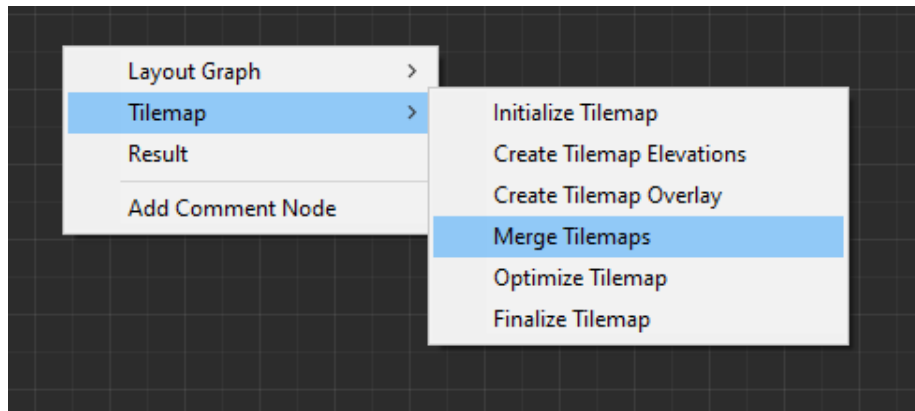 Layout Graph
Tilemap
Result
Add Comment Node
Initialize Tilemap
Create Tilemap Elevations
Create Tilemap Overlay
Merge Tilemaps
Optimize Tilemap
Finalize Tilemap